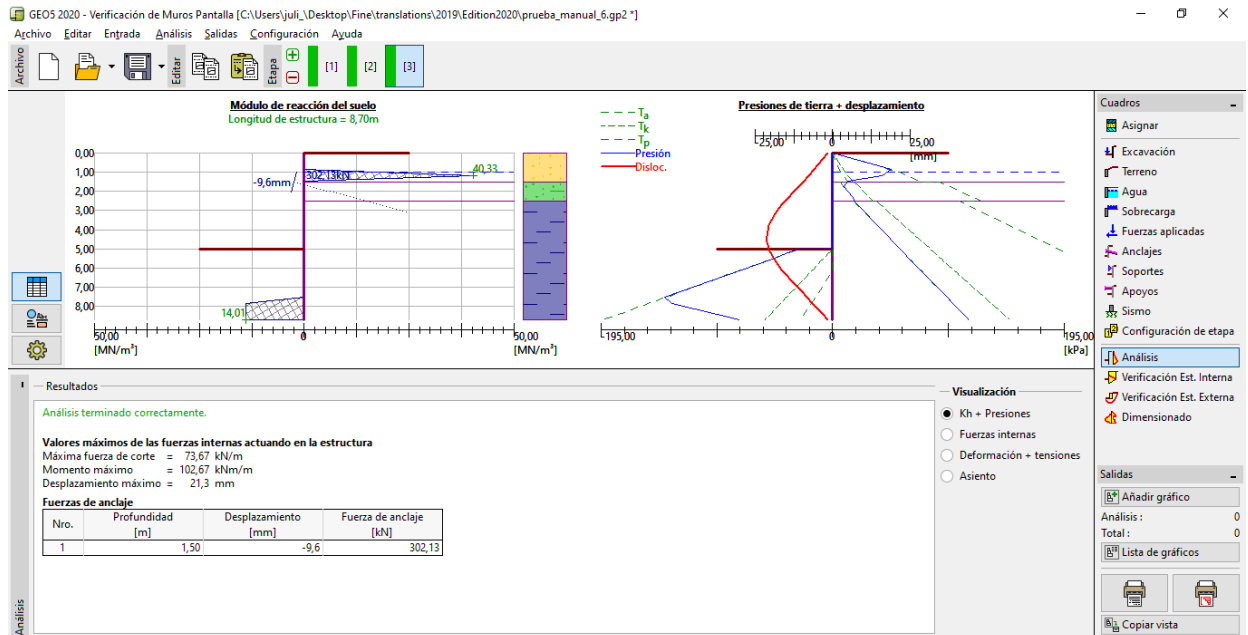 GEO5 2020 - Verificación de Muros Pantalla [C:\Users\juli_\Desktop\Fine\translations\2019\Edition2020\prueba_manual_6.gp2 *]
Archivo Editar Entrada Análisis Salidas Configuración Ayuda
Archivo
Editar
Etapa
[1] [2] [3]
Módulo de reacción del suelo
Longitud de estructura = 8,70m
0,00
1,00
2,00
3,00
4,00
5,00
6,00
7,00
8,00
302,13kN
40,33
-9,6mm
14,01
50,00 0 50,00
[MN/m³] [MN/m³]
Ta
Tk
Tp
Presión
Disloc.
Presiones de tierra + desplazamiento
-25,00 0 25,00
[mm]
-195,00 0 195,00
[kPa]
Cuadros
Asignar
Excavación
Terreno
Agua
Sobrecarga
Fuerzas aplicadas
Anclajes
Soportes
Apoyos
Sismo
Configuración de etapa
Análisis
Verificación Est. Interna
Verificación Est. Externa
Dimensionado
Análisis
Resultados
Análisis terminado correctamente.
Valores máximos de las fuerzas internas actuando en la estructura
Máxima fuerza de corte = 73,67 kN/m
Momento máximo = 102,67 kNm/m
Desplazamiento máximo = 21,3 mm
Fuerzas de anclaje
Nro. Profundidad Desplazamiento Fuerza de anclaje
[m] [mm] [kN]
1 1,50 -9,6 302,13
Visualización
Kh + Presiones
Fuerzas internas
Deformación + tensiones
Asiento
Salidas
Añadir gráfico
Análisis : 0
Total : 0
Lista de gráficos
Copiar vista